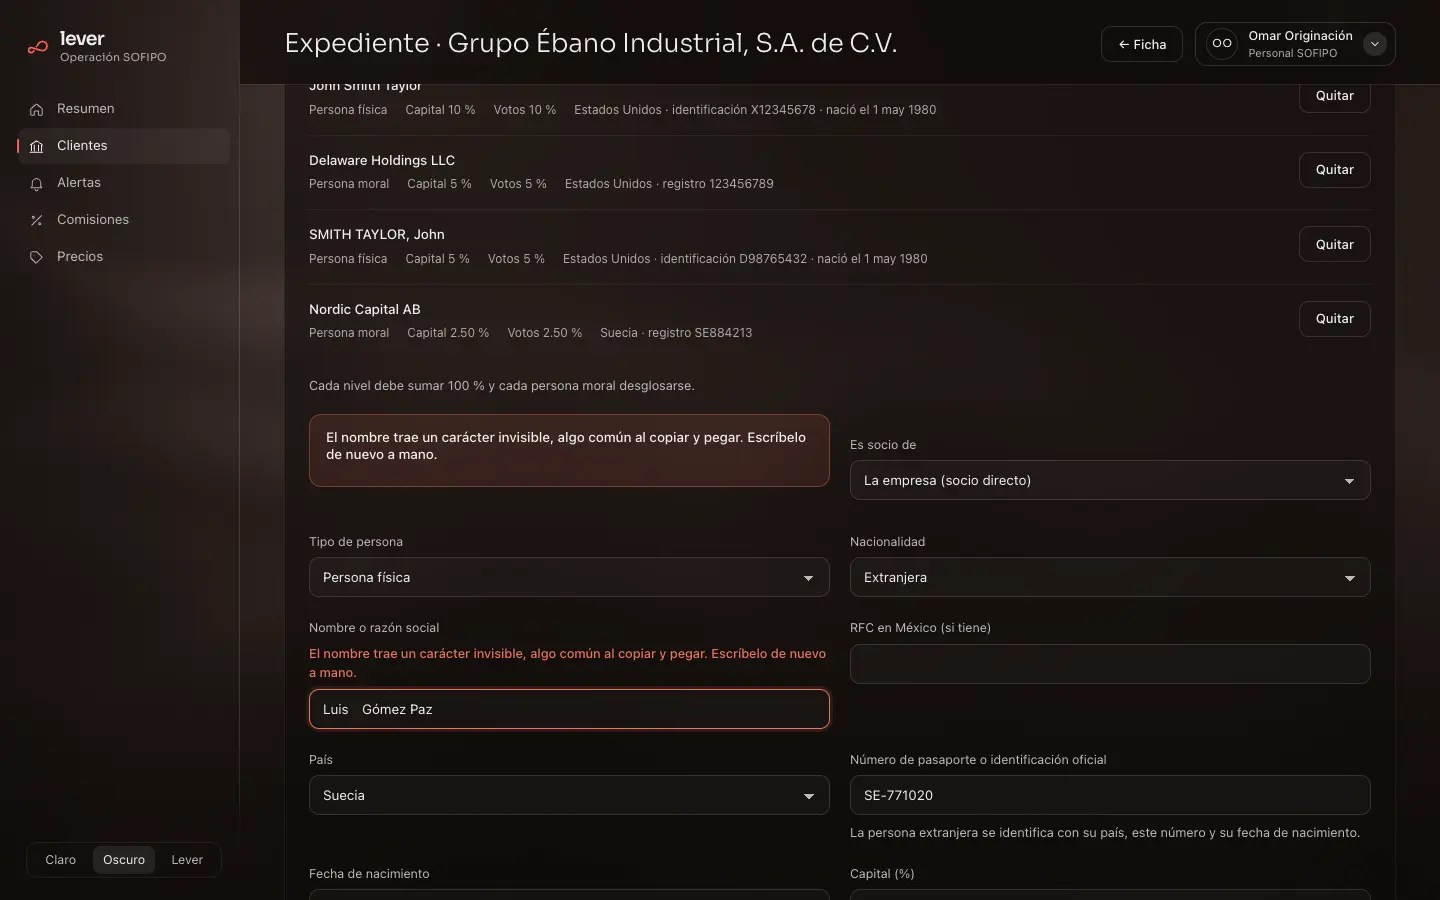 lever
Operación SOFIPO
Resumen
Clientes
Alertas
Comisiones
Precios
Claro Oscuro Lever
Expediente · Grupo Ébano Industrial, S.A. de C.V.
← Ficha
OO
Omar Originación
Personal SOFIPO
John Smith Taylor
Persona física Capital 10 % Votos 10 % Estados Unidos · identificación X12345678 · nació el 1 may 1980
Quitar
Delaware Holdings LLC
Persona moral Capital 5 % Votos 5 % Estados Unidos · registro 123456789
Quitar
SMITH TAYLOR, John
Persona física Capital 5 % Votos 5 % Estados Unidos · identificación D98765432 · nació el 1 may 1980
Quitar
Nordic Capital AB
Persona moral Capital 2.50 % Votos 2.50 % Suecia · registro SE884213
Quitar
Cada nivel debe sumar 100 % y cada persona moral desglosarse.
El nombre trae un carácter invisible, algo común al copiar y pegar. Escríbelo
de nuevo a mano.
Es socio de
La empresa (socio directo)
Tipo de persona
Persona física
Nacionalidad
Extranjera
Nombre o razón social
El nombre trae un carácter invisible, algo común al copiar y pegar. Escríbelo de nuevo
a mano.
Luis   Gómez Paz
RFC en México (si tiene)
País
Suecia
Número de pasaporte o identificación oficial
SE-771020
La persona extranjera se identifica con su país, este número y su fecha de nacimiento.
Fecha de nacimiento
Capital (%)